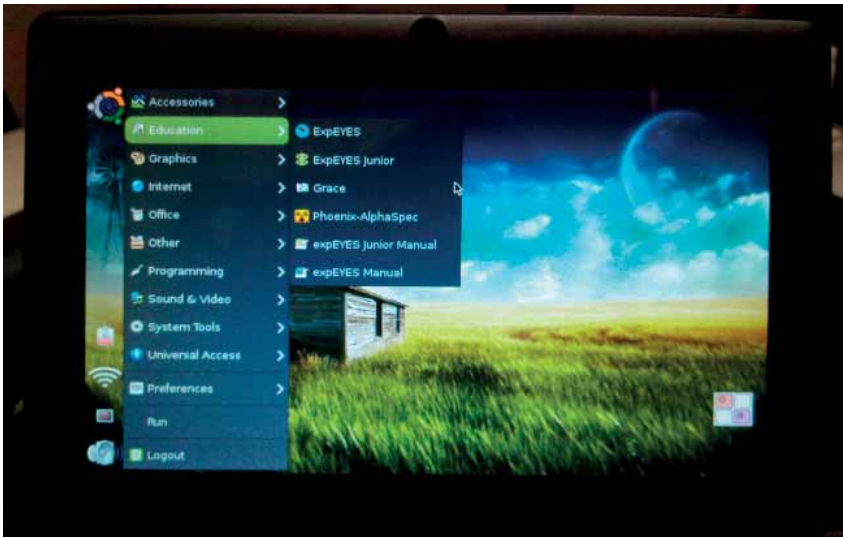 Accessories
Education
Graphics
Internet
Office
Other
Programming
Sound & Video
System Tools
Universal Access
Preferences
Run
Logout
ExpEYES
ExpEYES Junior
Grace
Phoenix-AlphaSpec
expEYES Junior Manual
expEYES Manual